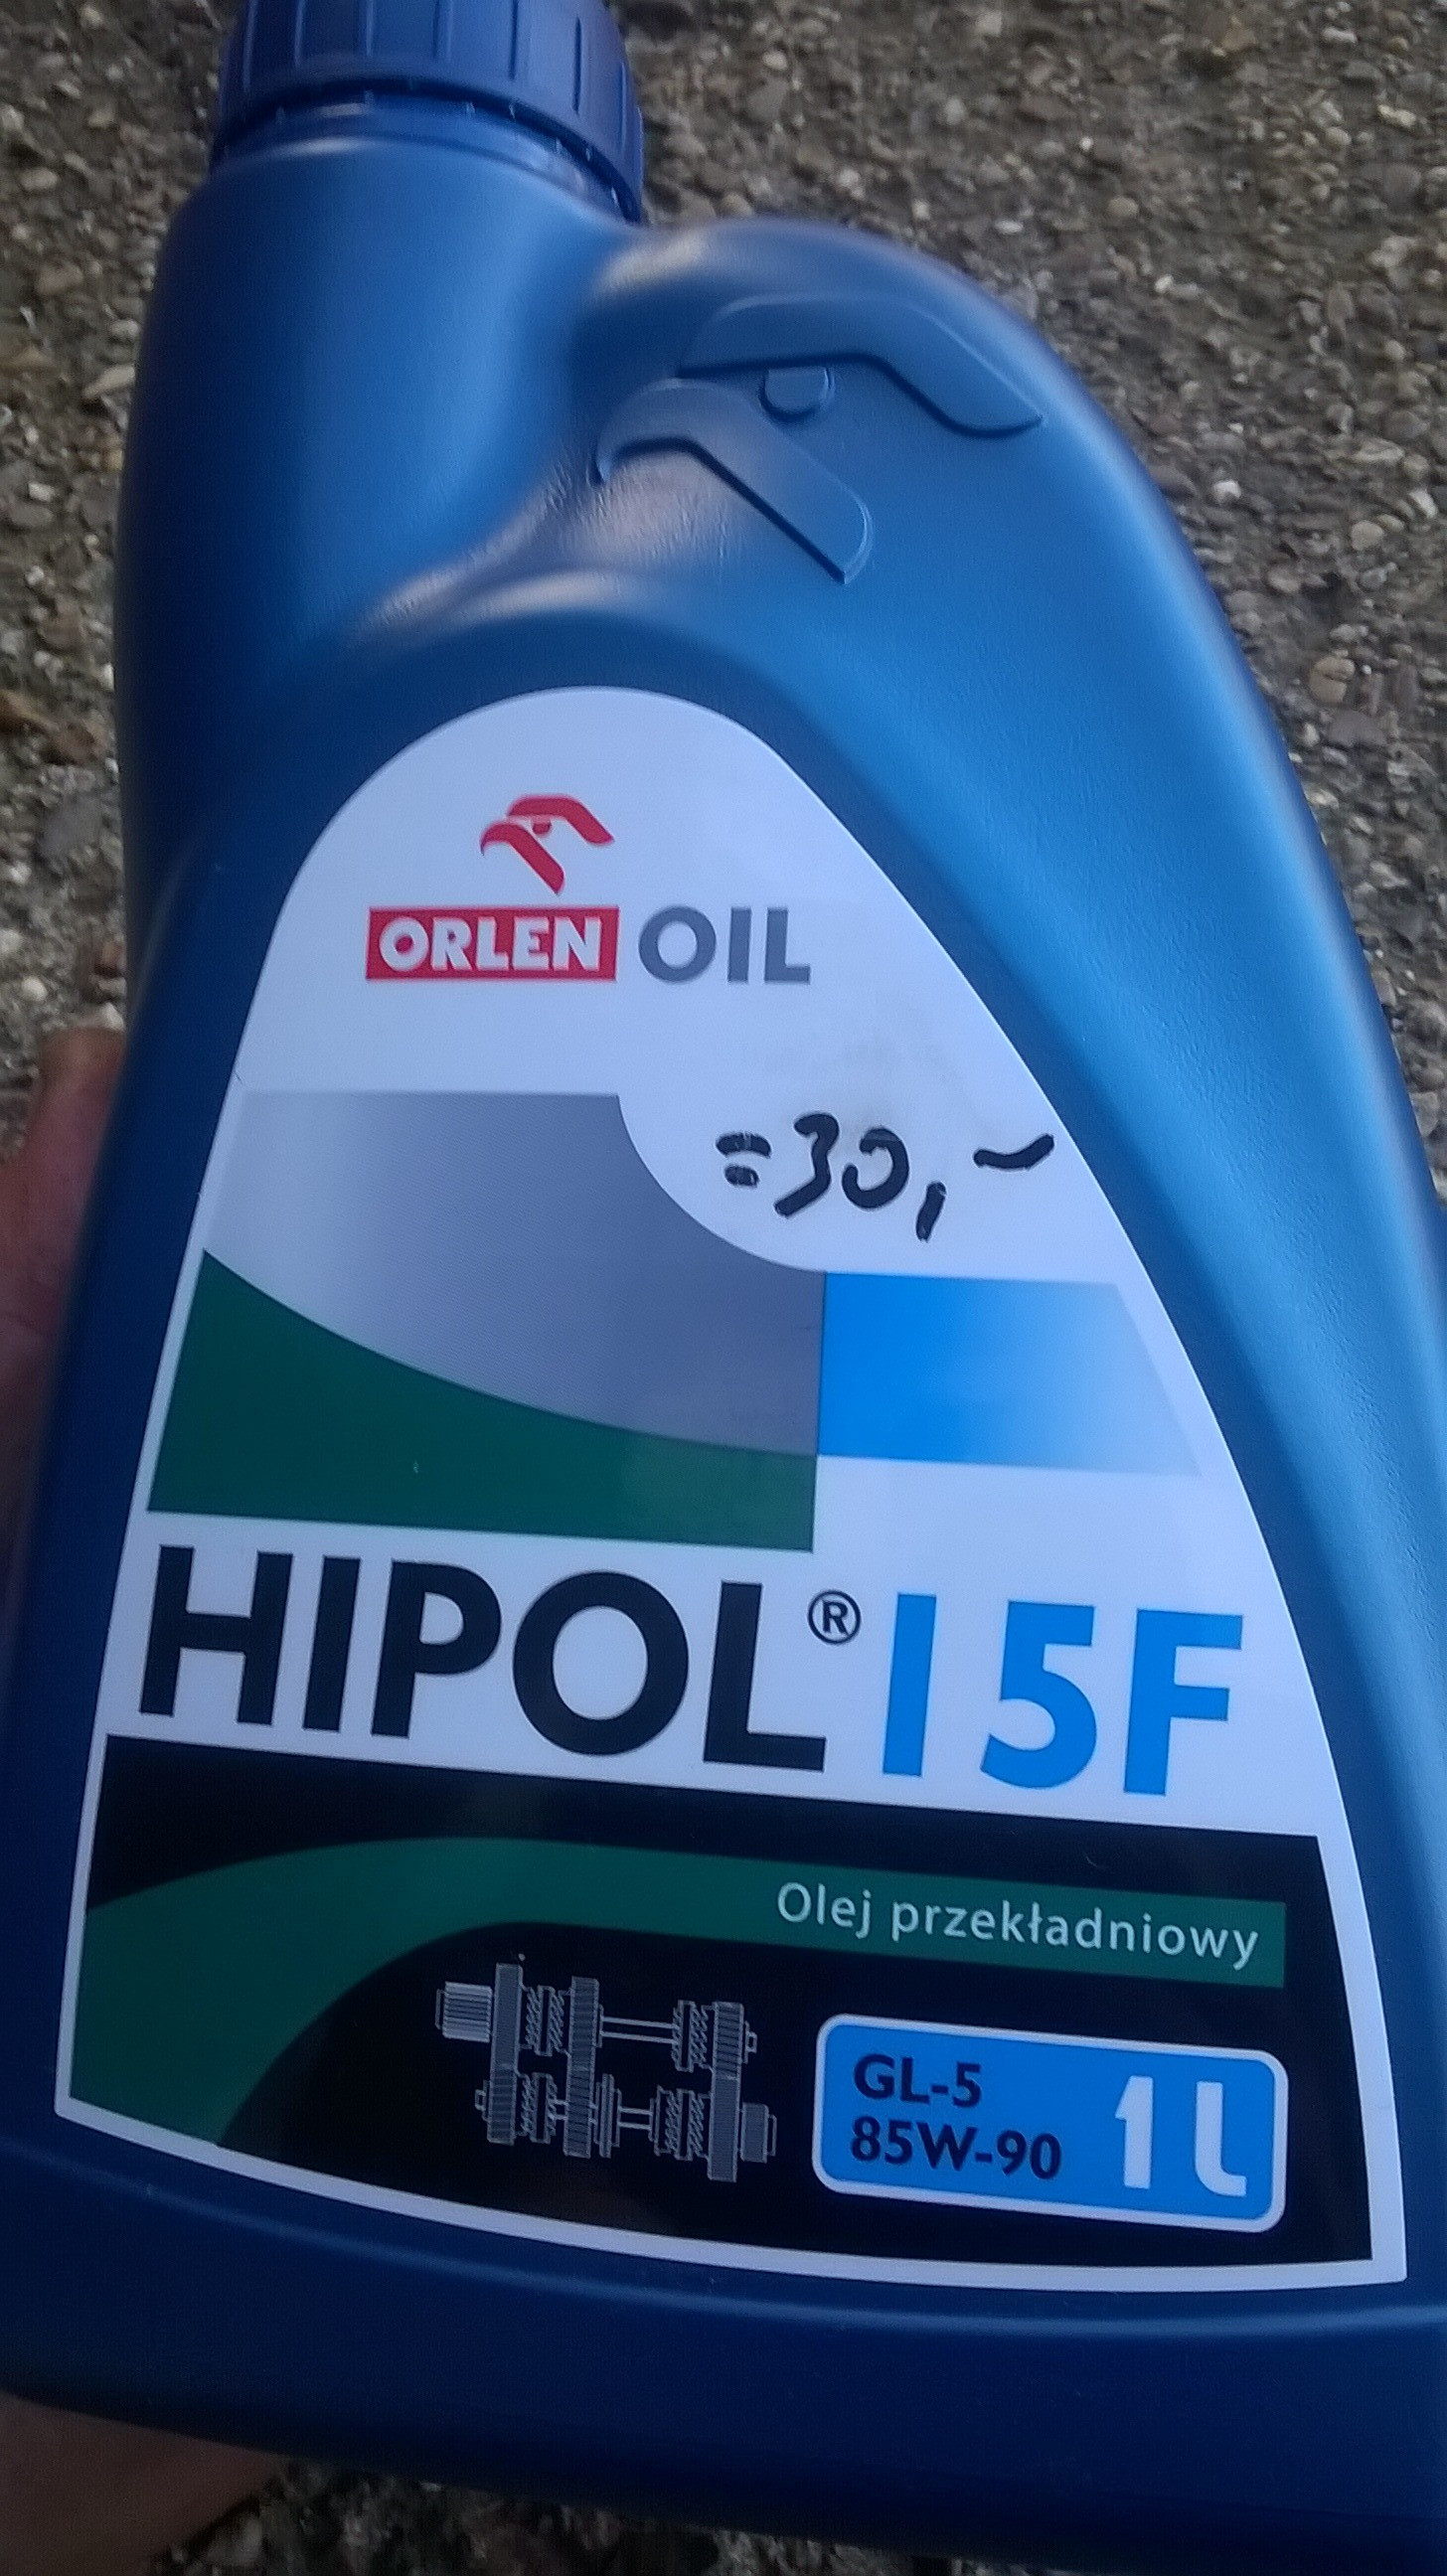 ORLEN OIL
=30,-
HIPOL® 15F
Olej przekładniowy
GL-5
85W-90
1L